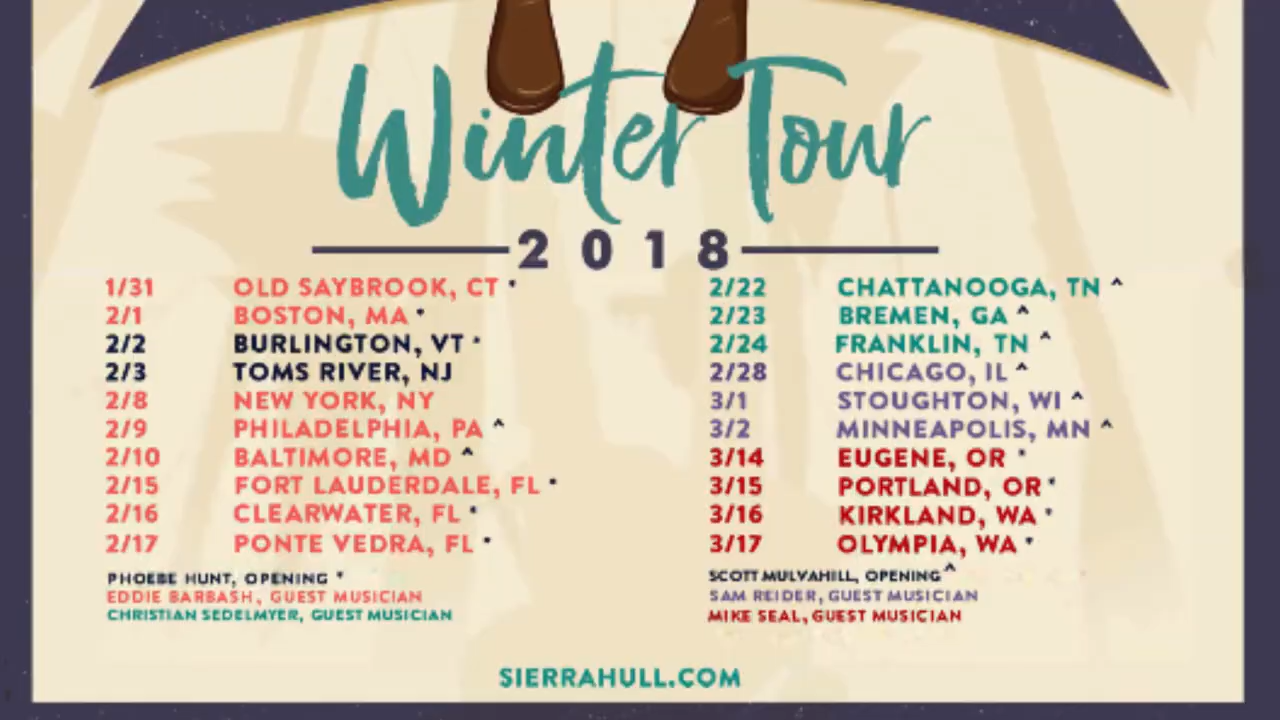 Winter Tour
2018
1/31 OLD SAYBROOK, CT *
2/1 BOSTON, MA *
2/2 BURLINGTON, VT *
2/3 TOMS RIVER, NJ
2/8 NEW YORK, NY
2/9 PHILADELPHIA, PA ^
2/10 BALTIMORE, MD ^
2/15 FORT LAUDERDALE, FL *
2/16 CLEARWATER, FL *
2/17 PONTE VEDRA, FL *
PHOEBE HUNT, OPENING *
EDDIE BARBASH, GUEST MUSICIAN
CHRISTIAN SEDELMYER, GUEST MUSICIAN
2/22 CHATTANOOGA, TN ^
2/23 BREMEN, GA ^
2/24 FRANKLIN, TN ^
2/28 CHICAGO, IL ^
3/1 STOUGHTON, WI ^
3/2 MINNEAPOLIS, MN ^
3/14 EUGENE, OR *
3/15 PORTLAND, OR *
3/16 KIRKLAND, WA *
3/17 OLYMPIA, WA *
SCOTT MULVAHILL, OPENING ^
SAM REIDER, GUEST MUSICIAN
MIKE SEAL, GUEST MUSICIAN
SIERRAHULL.COM